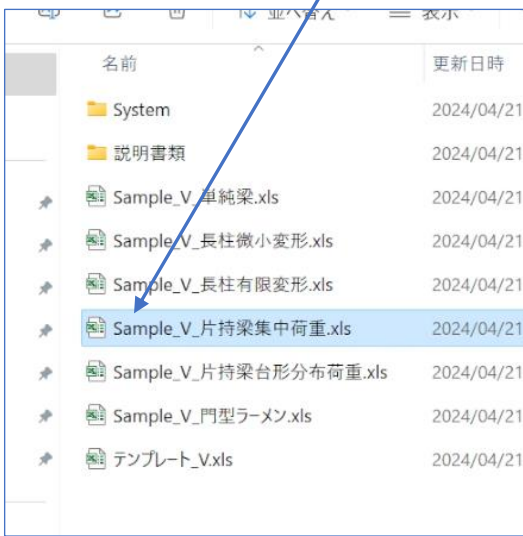 並べ替え 表示
名前 更新日時
System 2024/04/21
説明書類 2024/04/21
Sample_V_単純梁.xls 2024/04/21
Sample_V_長柱微小変形.xls 2024/04/21
Sample_V_長柱有限変形.xls 2024/04/21
Sample_V_片持梁集中荷重.xls 2024/04/21
Sample_V_片持梁台形分布荷重.xls 2024/04/21
Sample_V_門型ラーメン.xls 2024/04/21
テンプレート_V.xls 2024/04/21